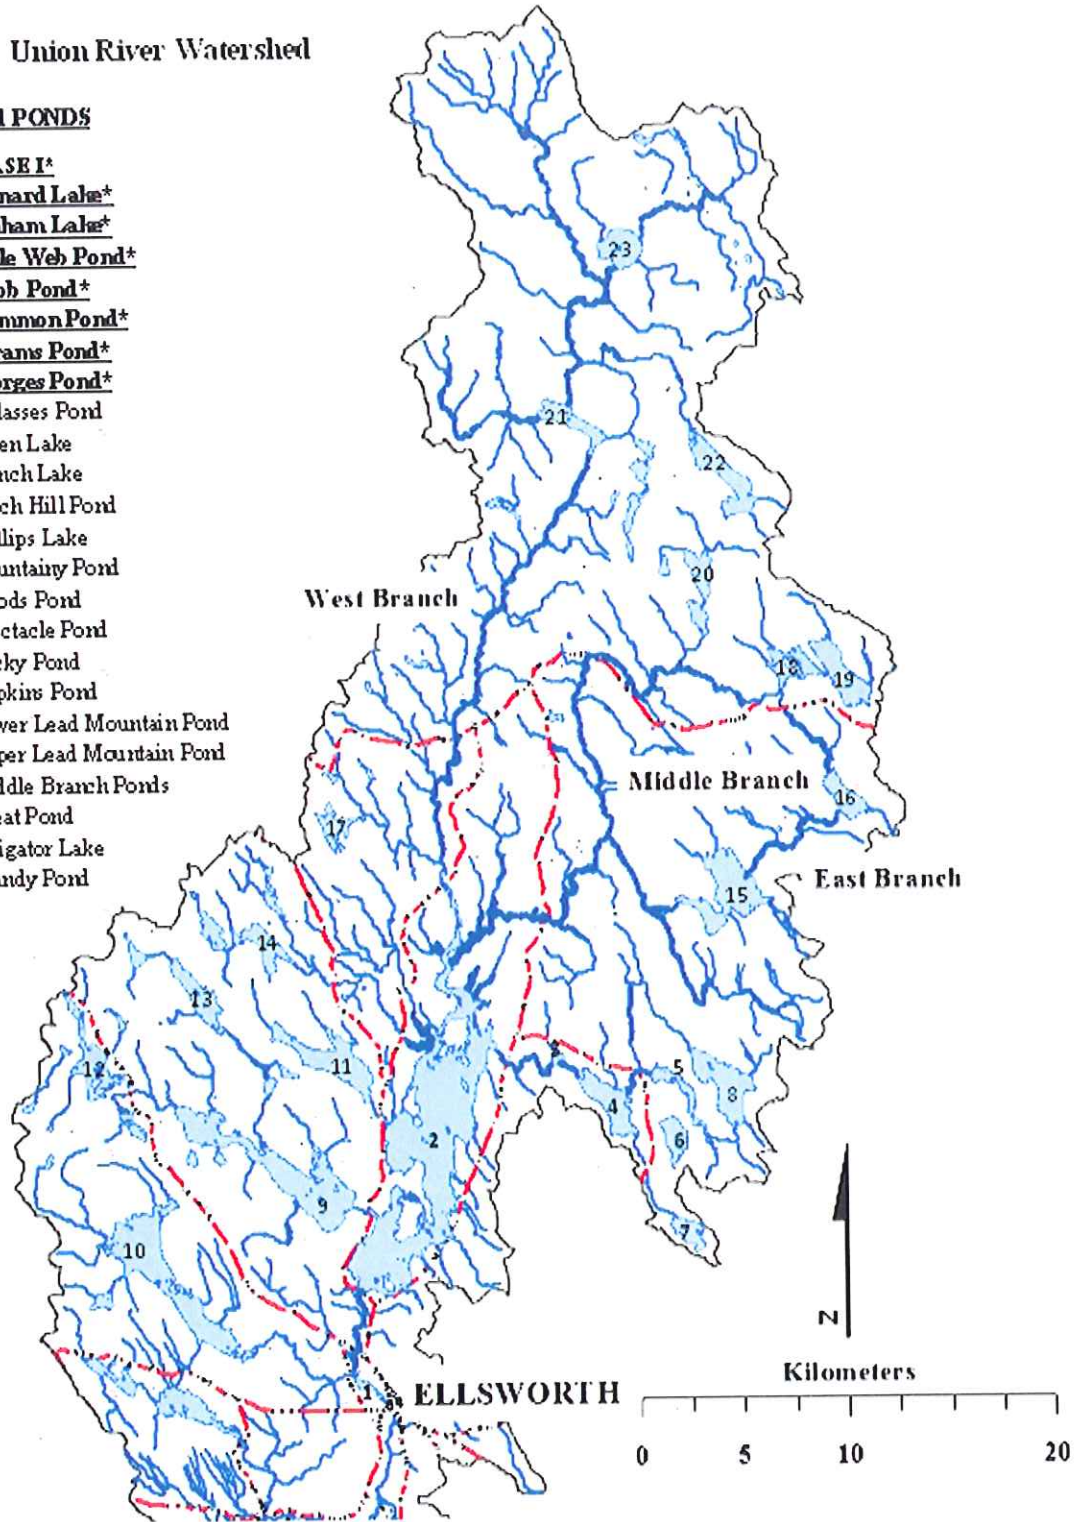 Union River Watershed
PONDS
ASE I*
nard Lake*
ham Lake*
le Web Pond*
bb Pond*
mmon Pond*
rams Pond*
orges Pond*
lasses Pond
en Lake
nch Lake
ch Hill Pond
llips Lake
untainy Pond
ods Pond
ctacle Pond
cky Pond
pkins Pond
wer Lead Mountain Pond
per Lead Mountain Pond
ddle Branch Ponds
eat Pond
igator Lake
andy Pond
23
21
22
20
West Branch
18
19
Middle Branch
16
17
East Branch
15
14
13
3
12
11
5
8
4
2
6
9
7
10
N
Kilometers
1
ELLSWORTH
0 5 10 20